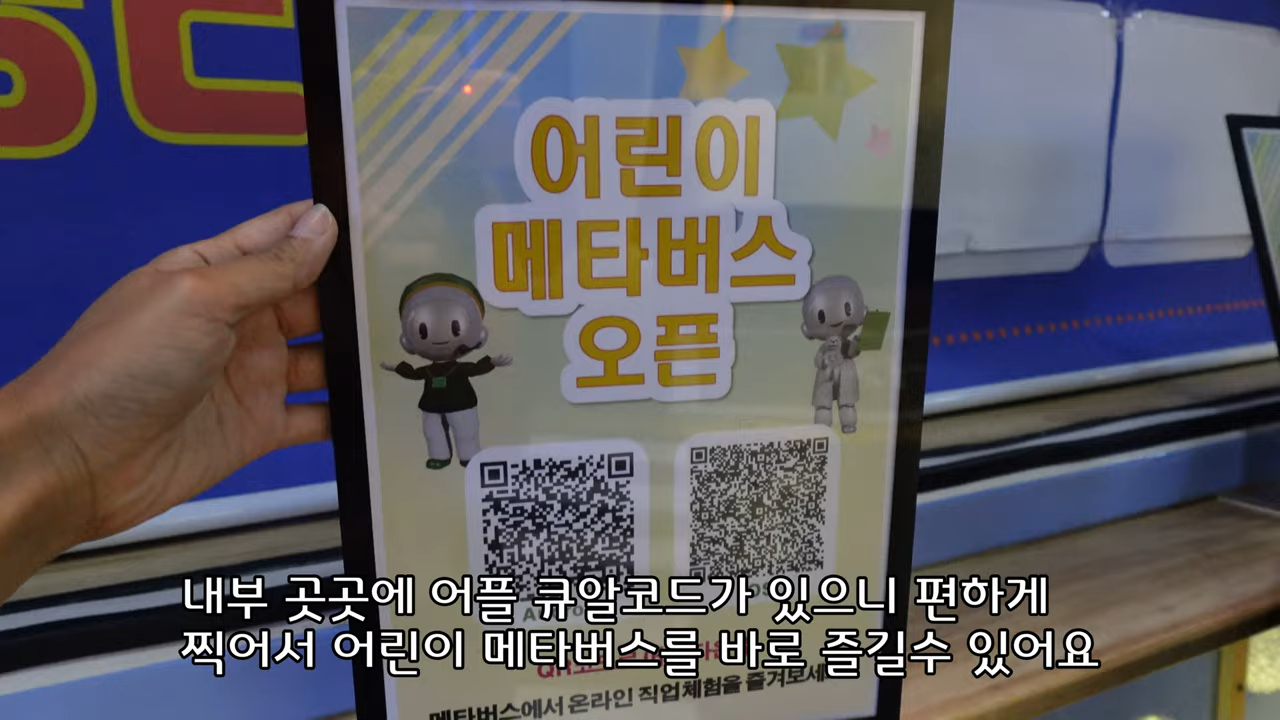 어린이
메타버스
오픈
내부 곳곳에 어플 큐알코드가 있으니 편하게
찍어서 어린이 메타버스를 바로 즐길수 있어요
메타버스에서 온라인 직업체험을 즐겨보세